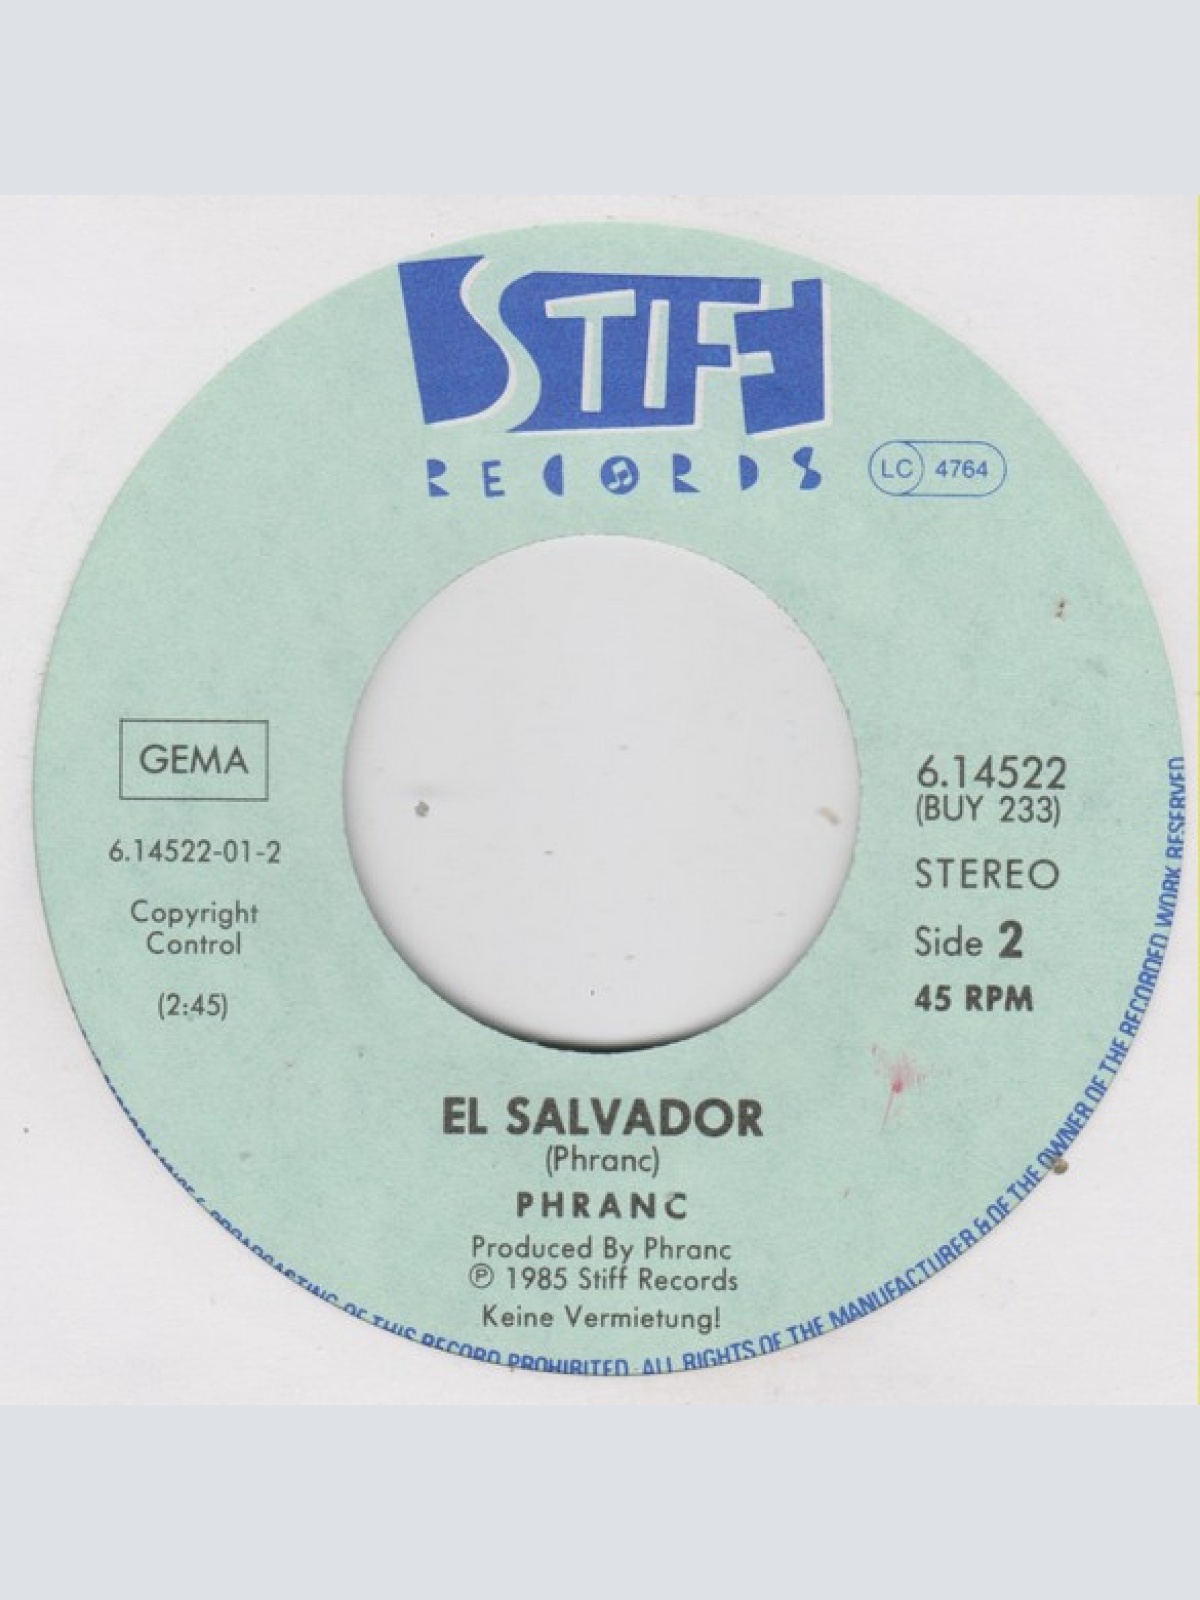 STIFF
RECORDS
LC 4764
GEMA
6.14522-01-2
Copyright
Control
(2:45)
6.14522
(BUY 233)
STEREO
Side 2
45 RPM
EL SALVADOR
(Phranc)
PHRANC
Produced By Phranc
℗ 1985 Stiff Records
Keine Vermietung!
BROADCASTING OF THIS RECORD PROHIBITED · ALL RIGHTS OF THE MANUFACTURER & OF THE OWNER OF THE RECORDED WORK RESERVED